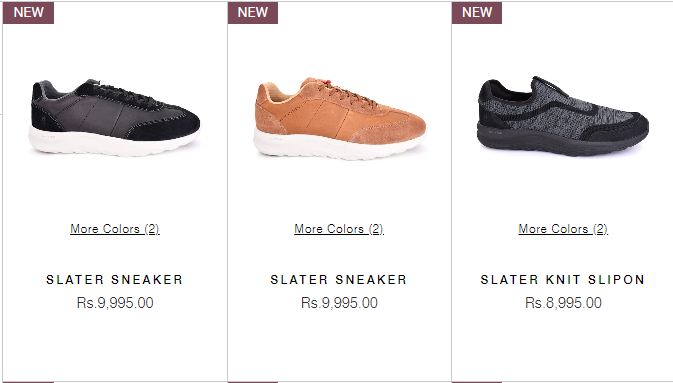 NEW
NEW
NEW
More Colors (2)
More Colors (2)
More Colors (2)
SLATER SNEAKER
SLATER SNEAKER
SLATER KNIT SLIPON
Rs.9,995.00
Rs.9,995.00
Rs.8,995.00